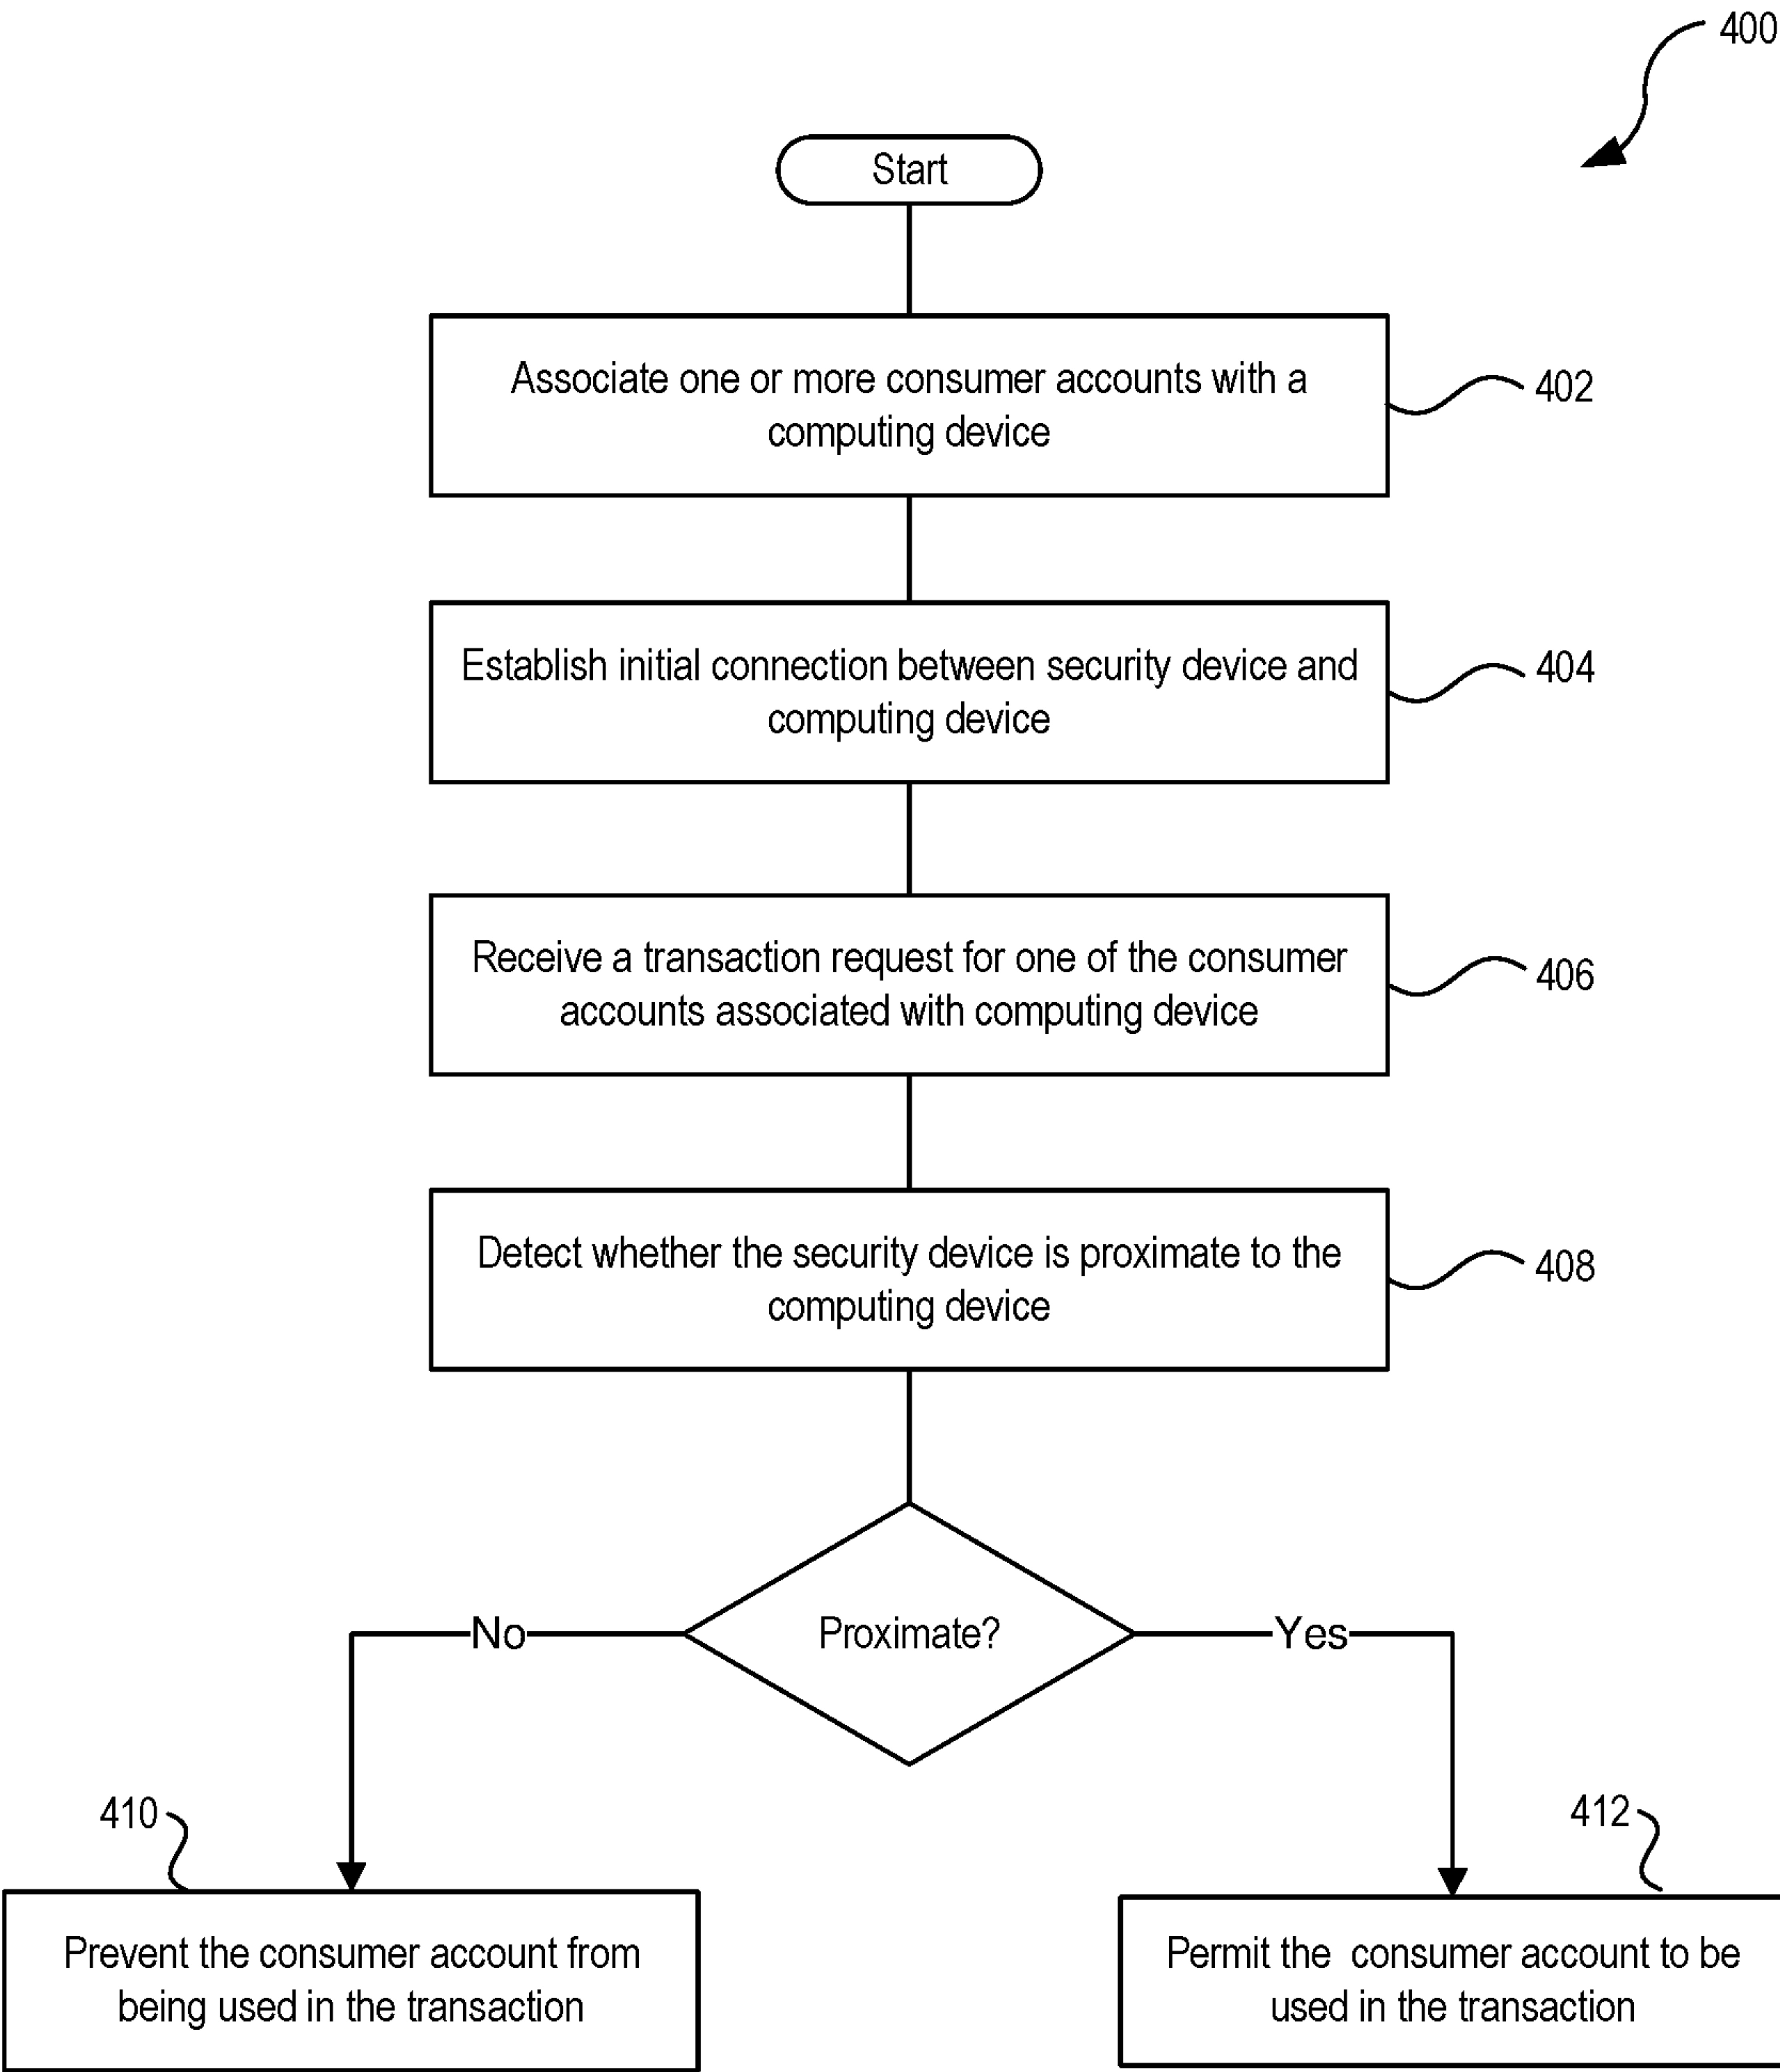 400
Start
Associate one or more consumer accounts with a
computing device
402
Establish initial connection between security device and
computing device
404
Receive a transaction request for one of the consumer
accounts associated with computing device
406
Detect whether the security device is proximate to the
computing device
408
Proximate?
No
Yes
410
412
Prevent the consumer account from
being used in the transaction
Permit the consumer account to be
used in the transaction